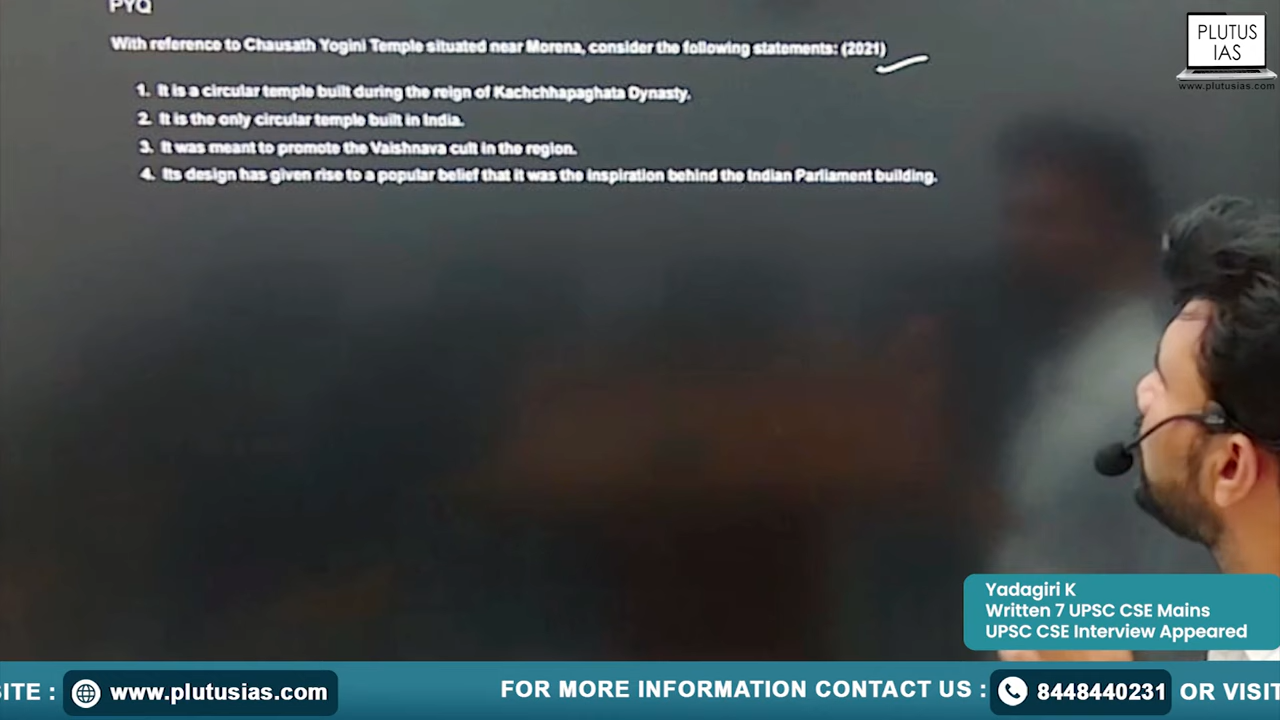 PYQ
PLUTUS
IAS
www.plutusias.com
With reference to Chausath Yogini Temple situated near Morena, consider the following statements: (2021)
1. It is a circular temple built during the reign of Kachchhapaghata Dynasty.
2. It is the only circular temple built in India.
3. It was meant to promote the Vaishnava cult in the region.
4. Its design has given rise to a popular belief that it was the inspiration behind the Indian Parliament building.
Yadagiri K
Written 7 UPSC CSE Mains
UPSC CSE Interview Appeared
SITE : www.plutusias.com FOR MORE INFORMATION CONTACT US : 8448440231 OR VISIT